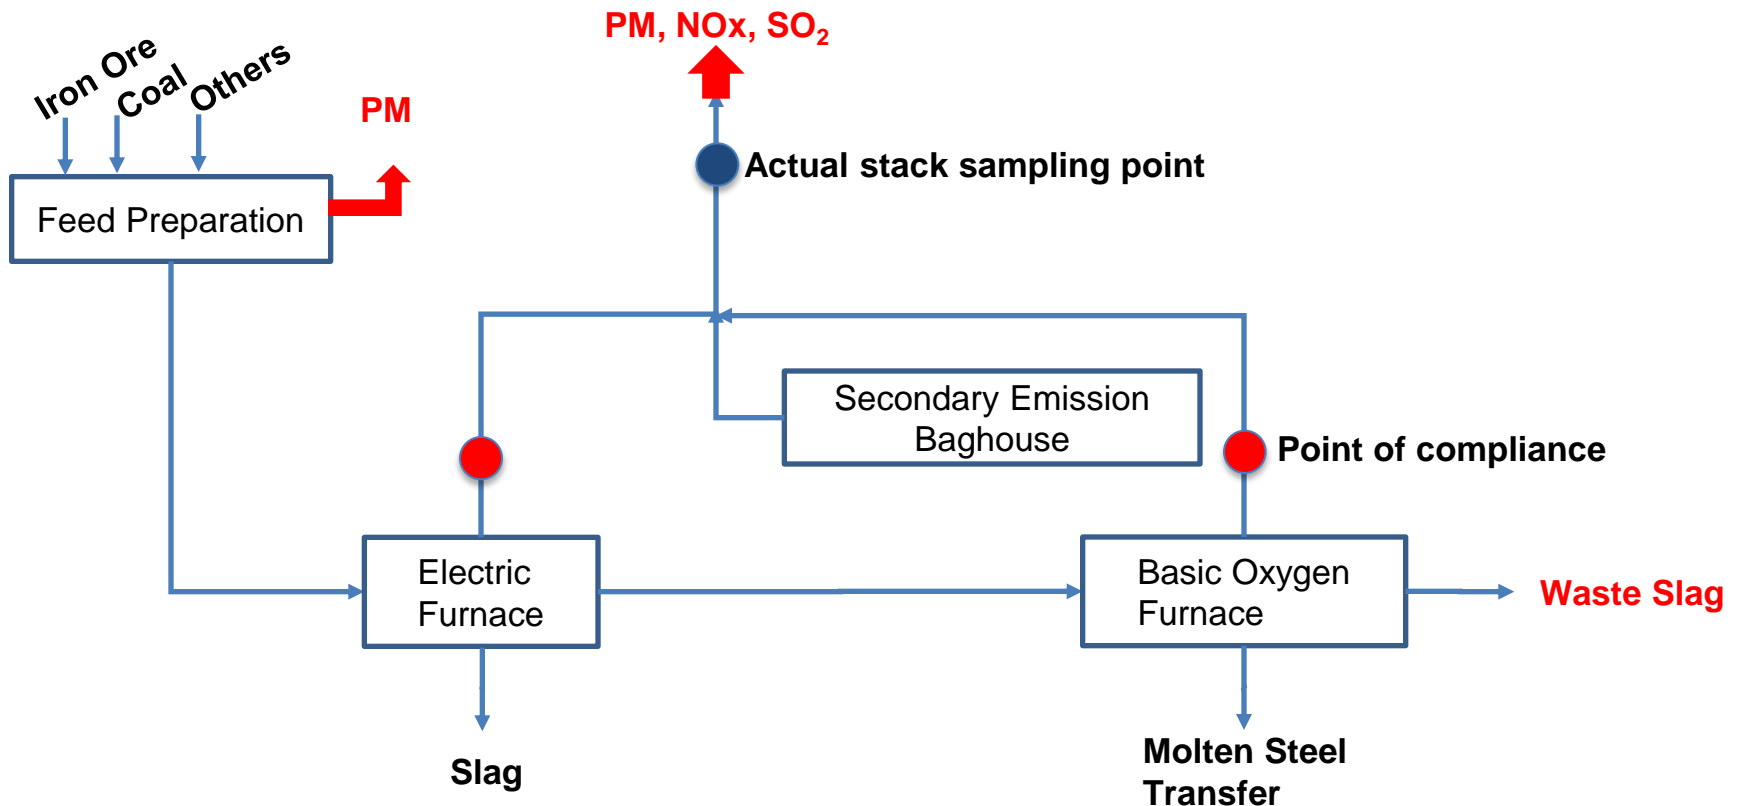 PM, NOx, SO₂
Iron Ore
Coal
Others
PM
Actual stack sampling point
Feed Preparation
Secondary Emission
Baghouse
Point of compliance
Electric
Furnace
Basic Oxygen
Furnace
Waste Slag
Slag
Molten Steel
Transfer